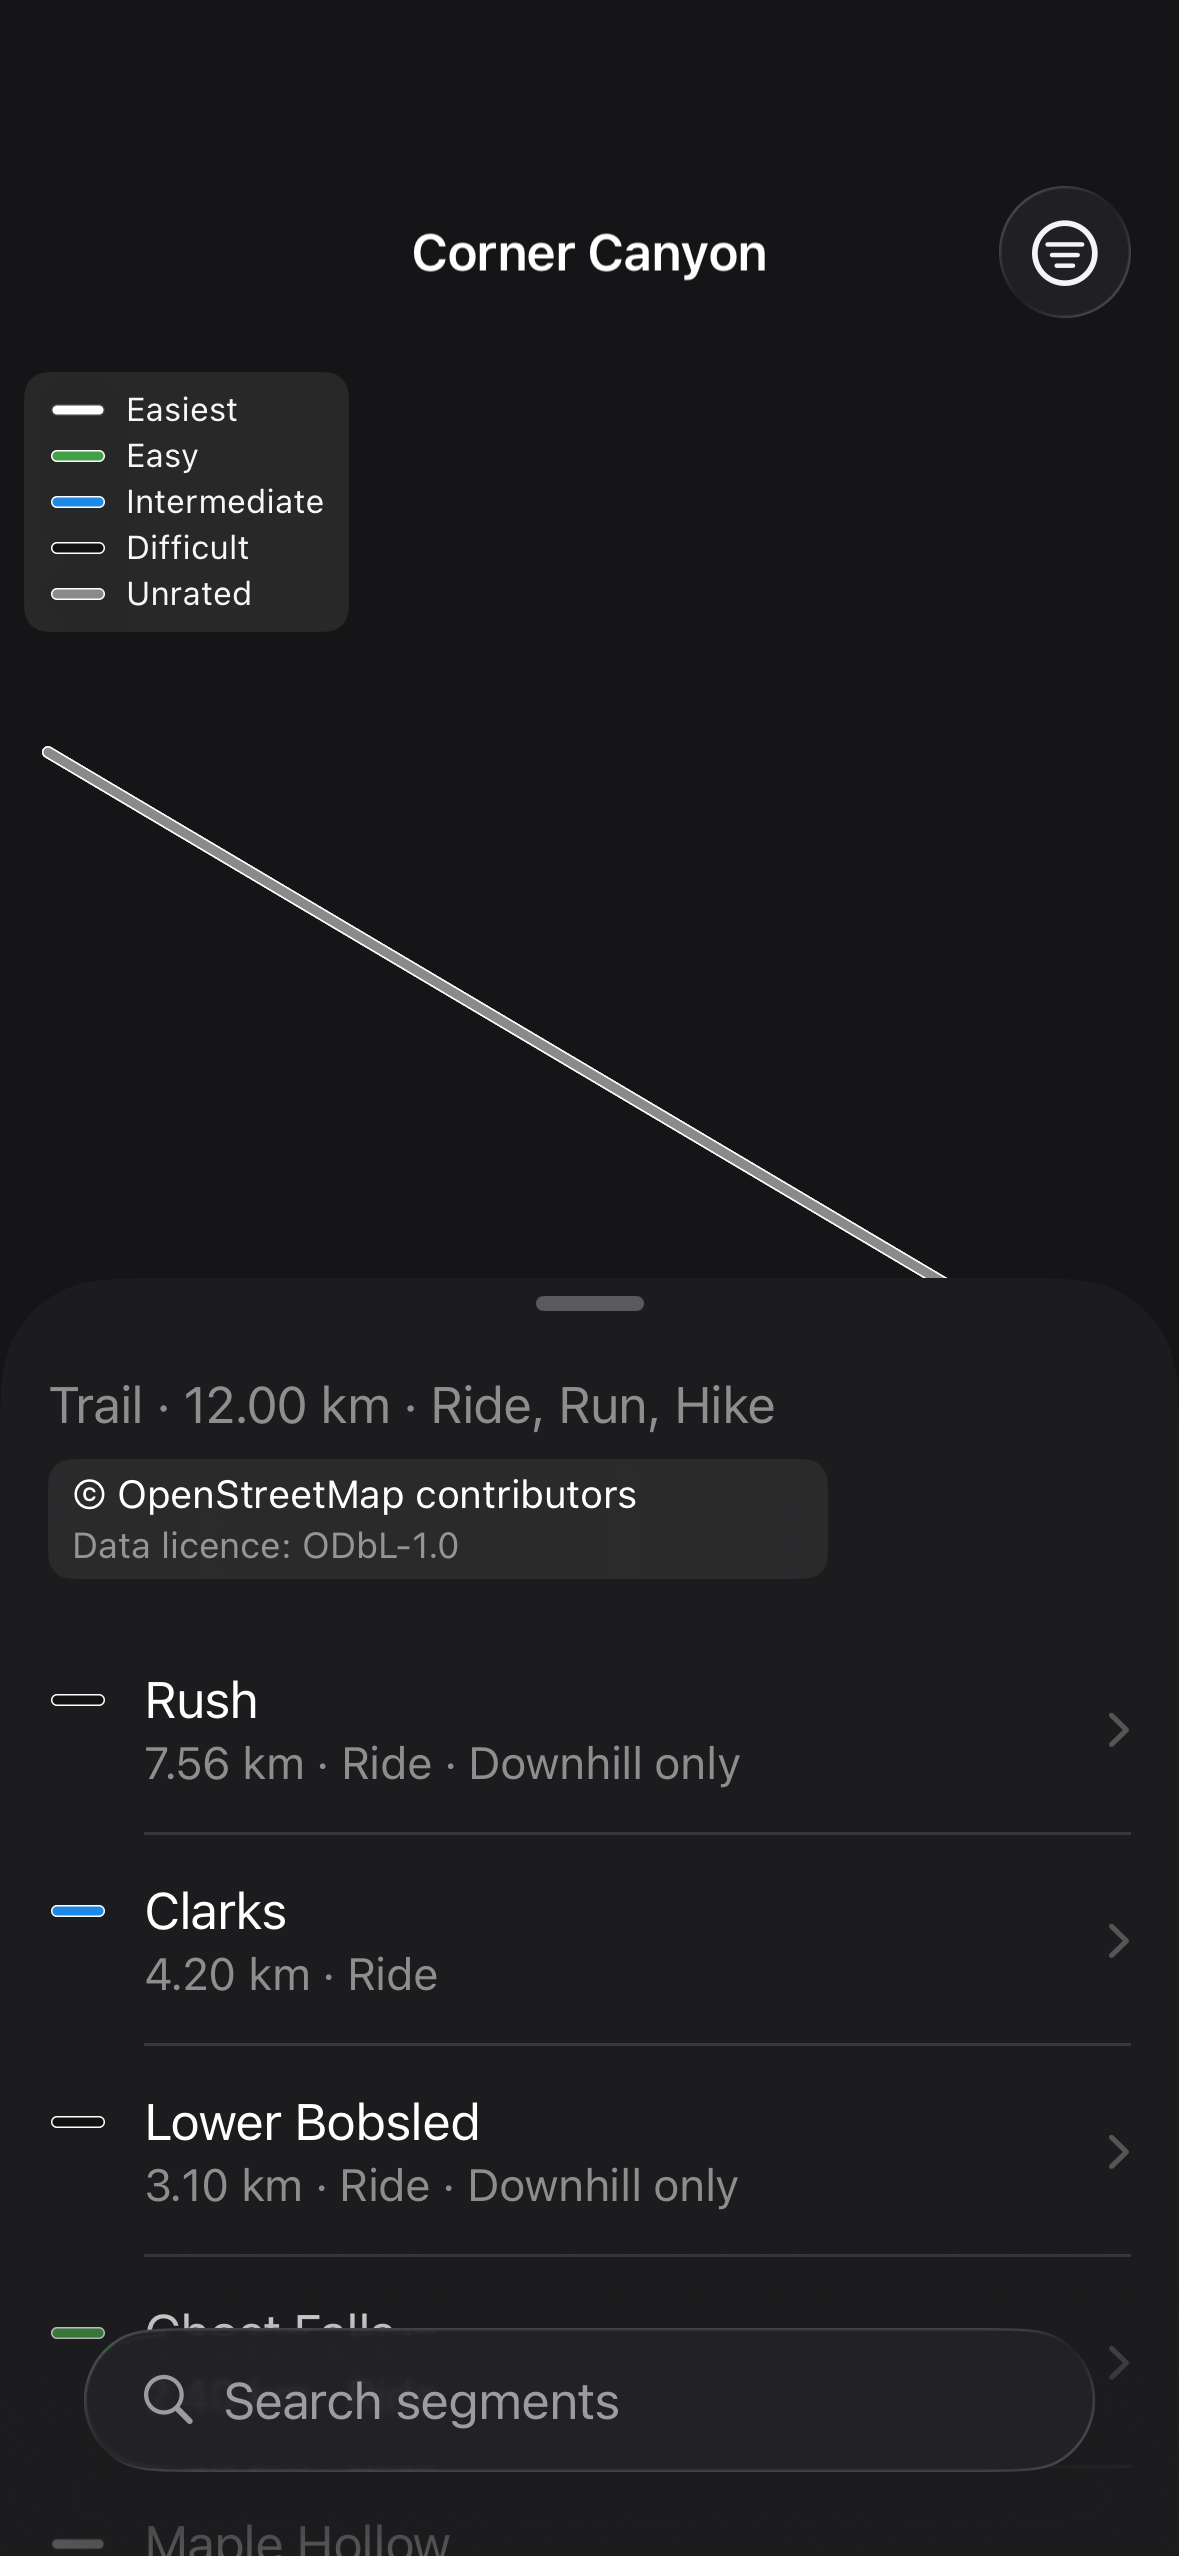 Corner Canyon
Easiest
Easy
Intermediate
Difficult
Unrated
Trail · 12.00 km · Ride, Run, Hike
© OpenStreetMap contributors
Data licence: ODbL-1.0
Rush
7.56 km · Ride · Downhill only
Clarks
4.20 km · Ride
Lower Bobsled
3.10 km · Ride · Downhill only
Ghost Falls
Search segments
Maple Hollow